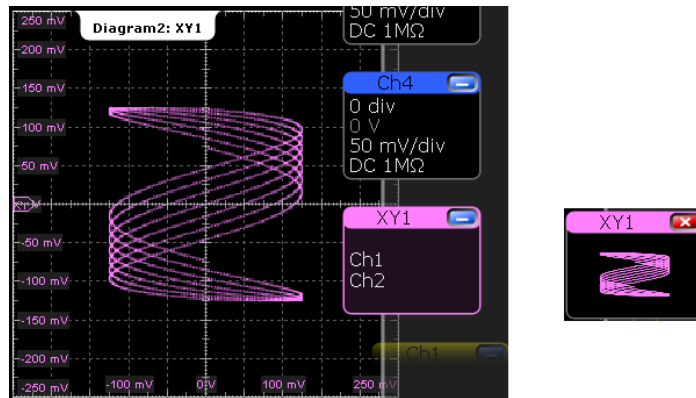 250 mV
Diagram2: XY1
50 mV/div
DC 1MΩ
-200 mV
-150 mV
-100 mV
-50 mV
-50 mV
-100 mV
-150 mV
-200 mV
-250 mV
-100 mV
0V
100 mV
250 mV
Ch4
0 div
0 V
50 mV/div
DC 1MΩ
XY1
Ch1
Ch2
Ch1
XY1